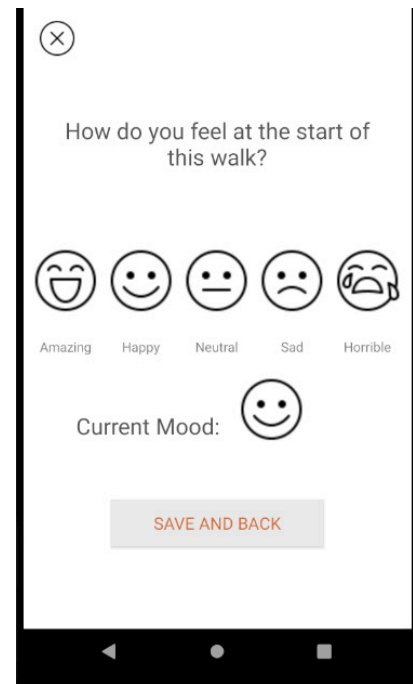 How do you feel at the start of
this walk?
Amazing Happy Neutral Sad Horrible
Current Mood:
SAVE AND BACK